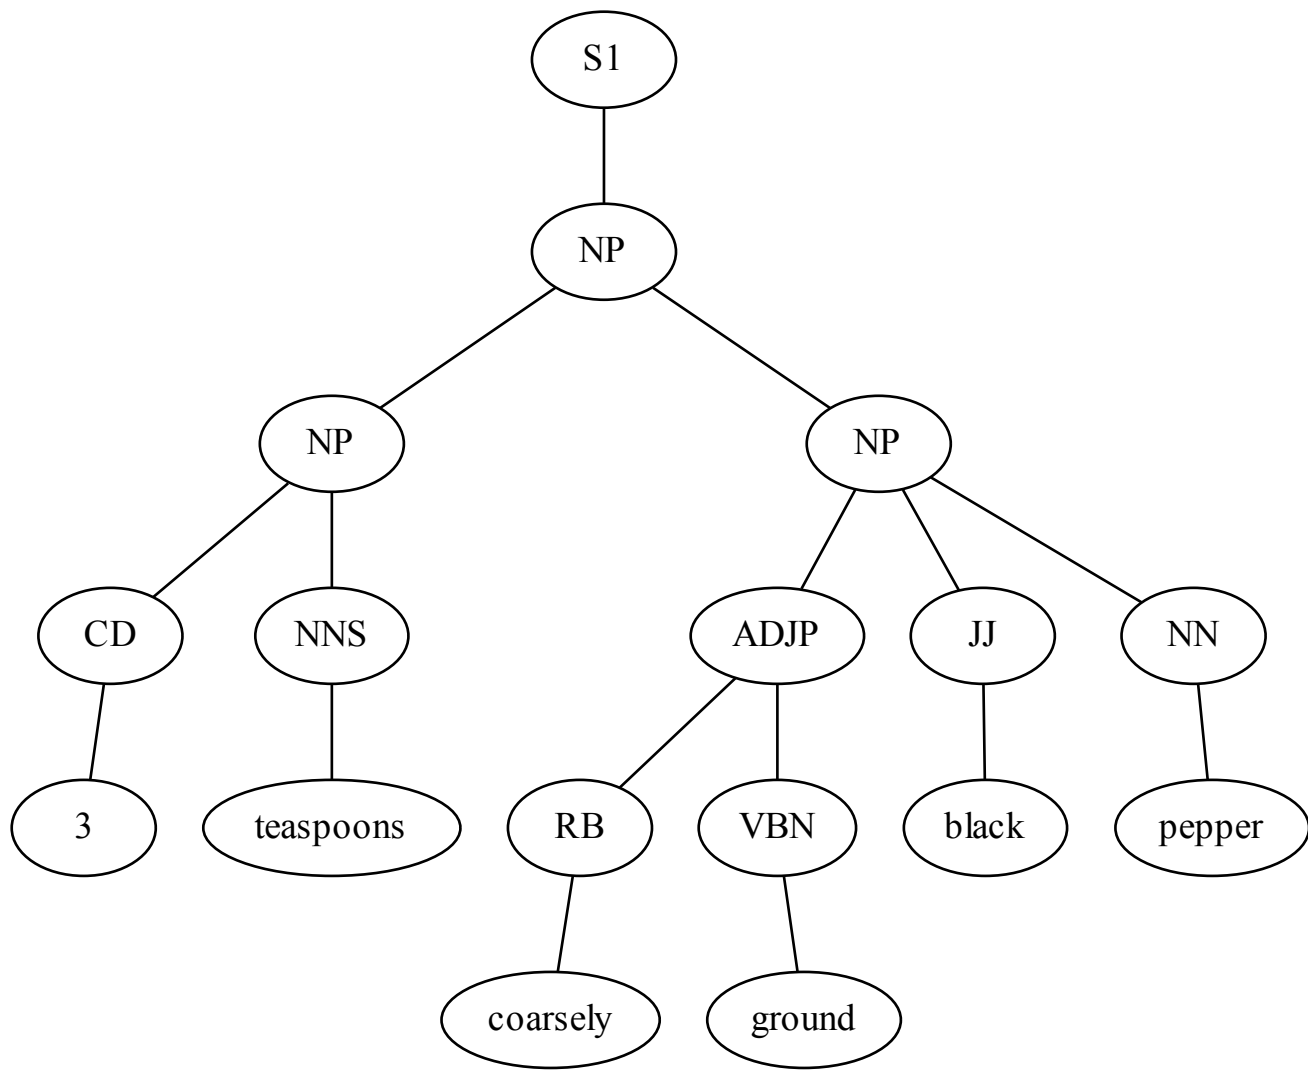 S1
NP
NP NP
CD NNS ADJP JJ NN
3 teaspoons RB VBN black pepper
coarsely ground